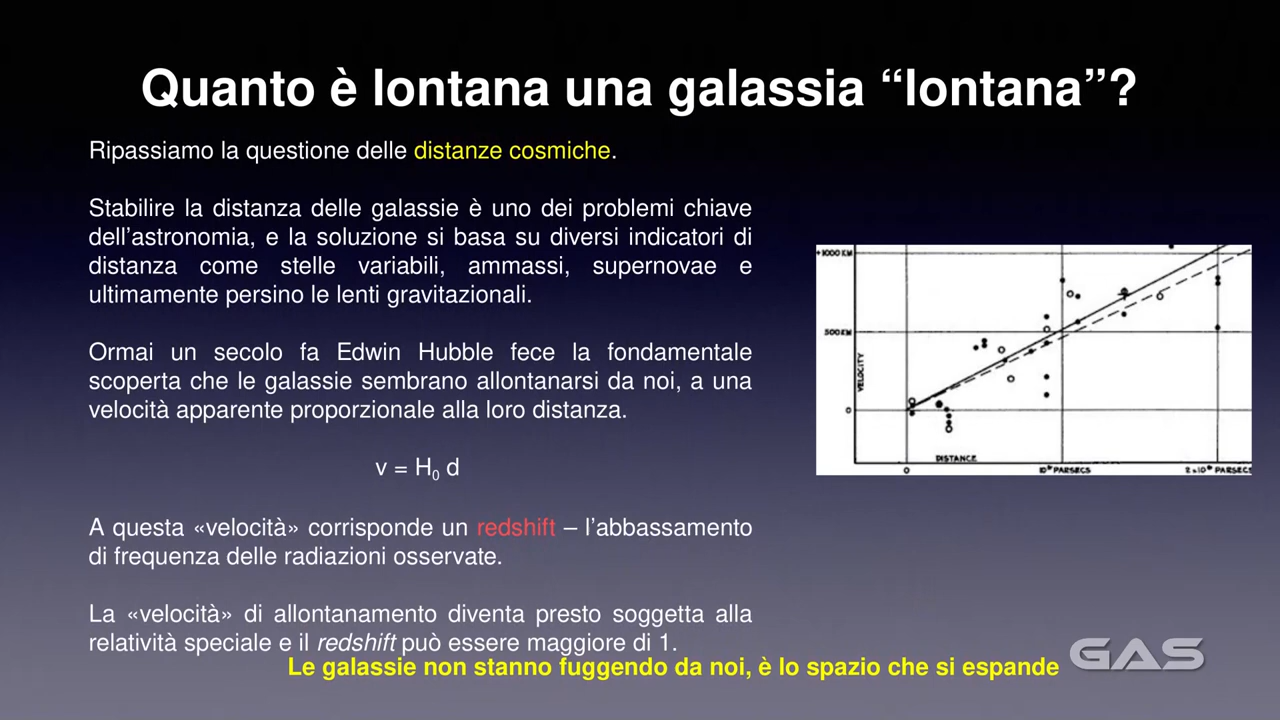 Quanto è lontana una galassia “lontana”?
Ripassiamo la questione delle distanze cosmiche.
Stabilire la distanza delle galassie è uno dei problemi chiave
dell’astronomia, e la soluzione si basa su diversi indicatori di
distanza come stelle variabili, ammassi, supernovae e
ultimamente persino le lenti gravitazionali.
Ormai un secolo fa Edwin Hubble fece la fondamentale
scoperta che le galassie sembrano allontanarsi da noi, a una
velocità apparente proporzionale alla loro distanza.
v = H₀ d
A questa «velocità» corrisponde un redshift – l’abbassamento
di frequenza delle radiazioni osservate.
La «velocità» di allontanamento diventa presto soggetta alla
relatività speciale e il redshift può essere maggiore di 1.
Le galassie non stanno fuggendo da noi, è lo spazio che si espande
+1000 KM
500 KM
VELOCITY
0
DISTANCE
0
PARSECS
PARSECS
GAS